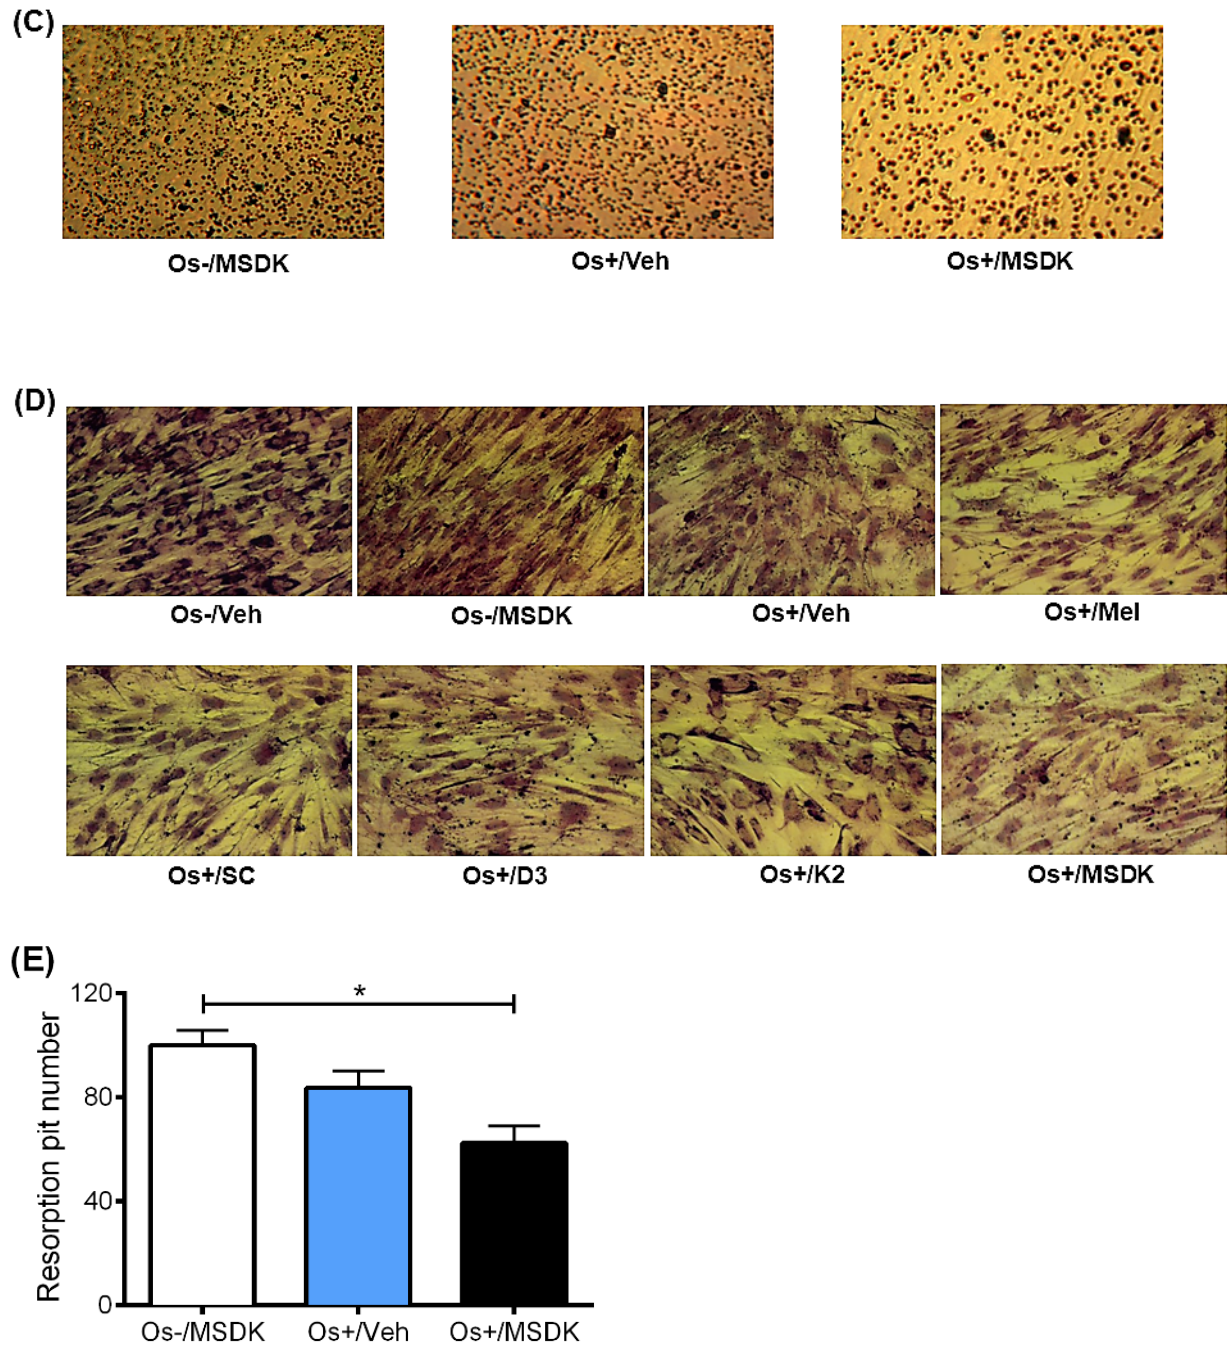 (C)
Os-/MSDK Os+/Veh Os+/MSDK
(D)
Os-/Veh Os-/MSDK Os+/Veh Os+/Mel
Os+/SC Os+/D3 Os+/K2 Os+/MSDK
(E)
*
120
80
40
0
Resorption pit number
Os-/MSDK Os+/Veh Os+/MSDK